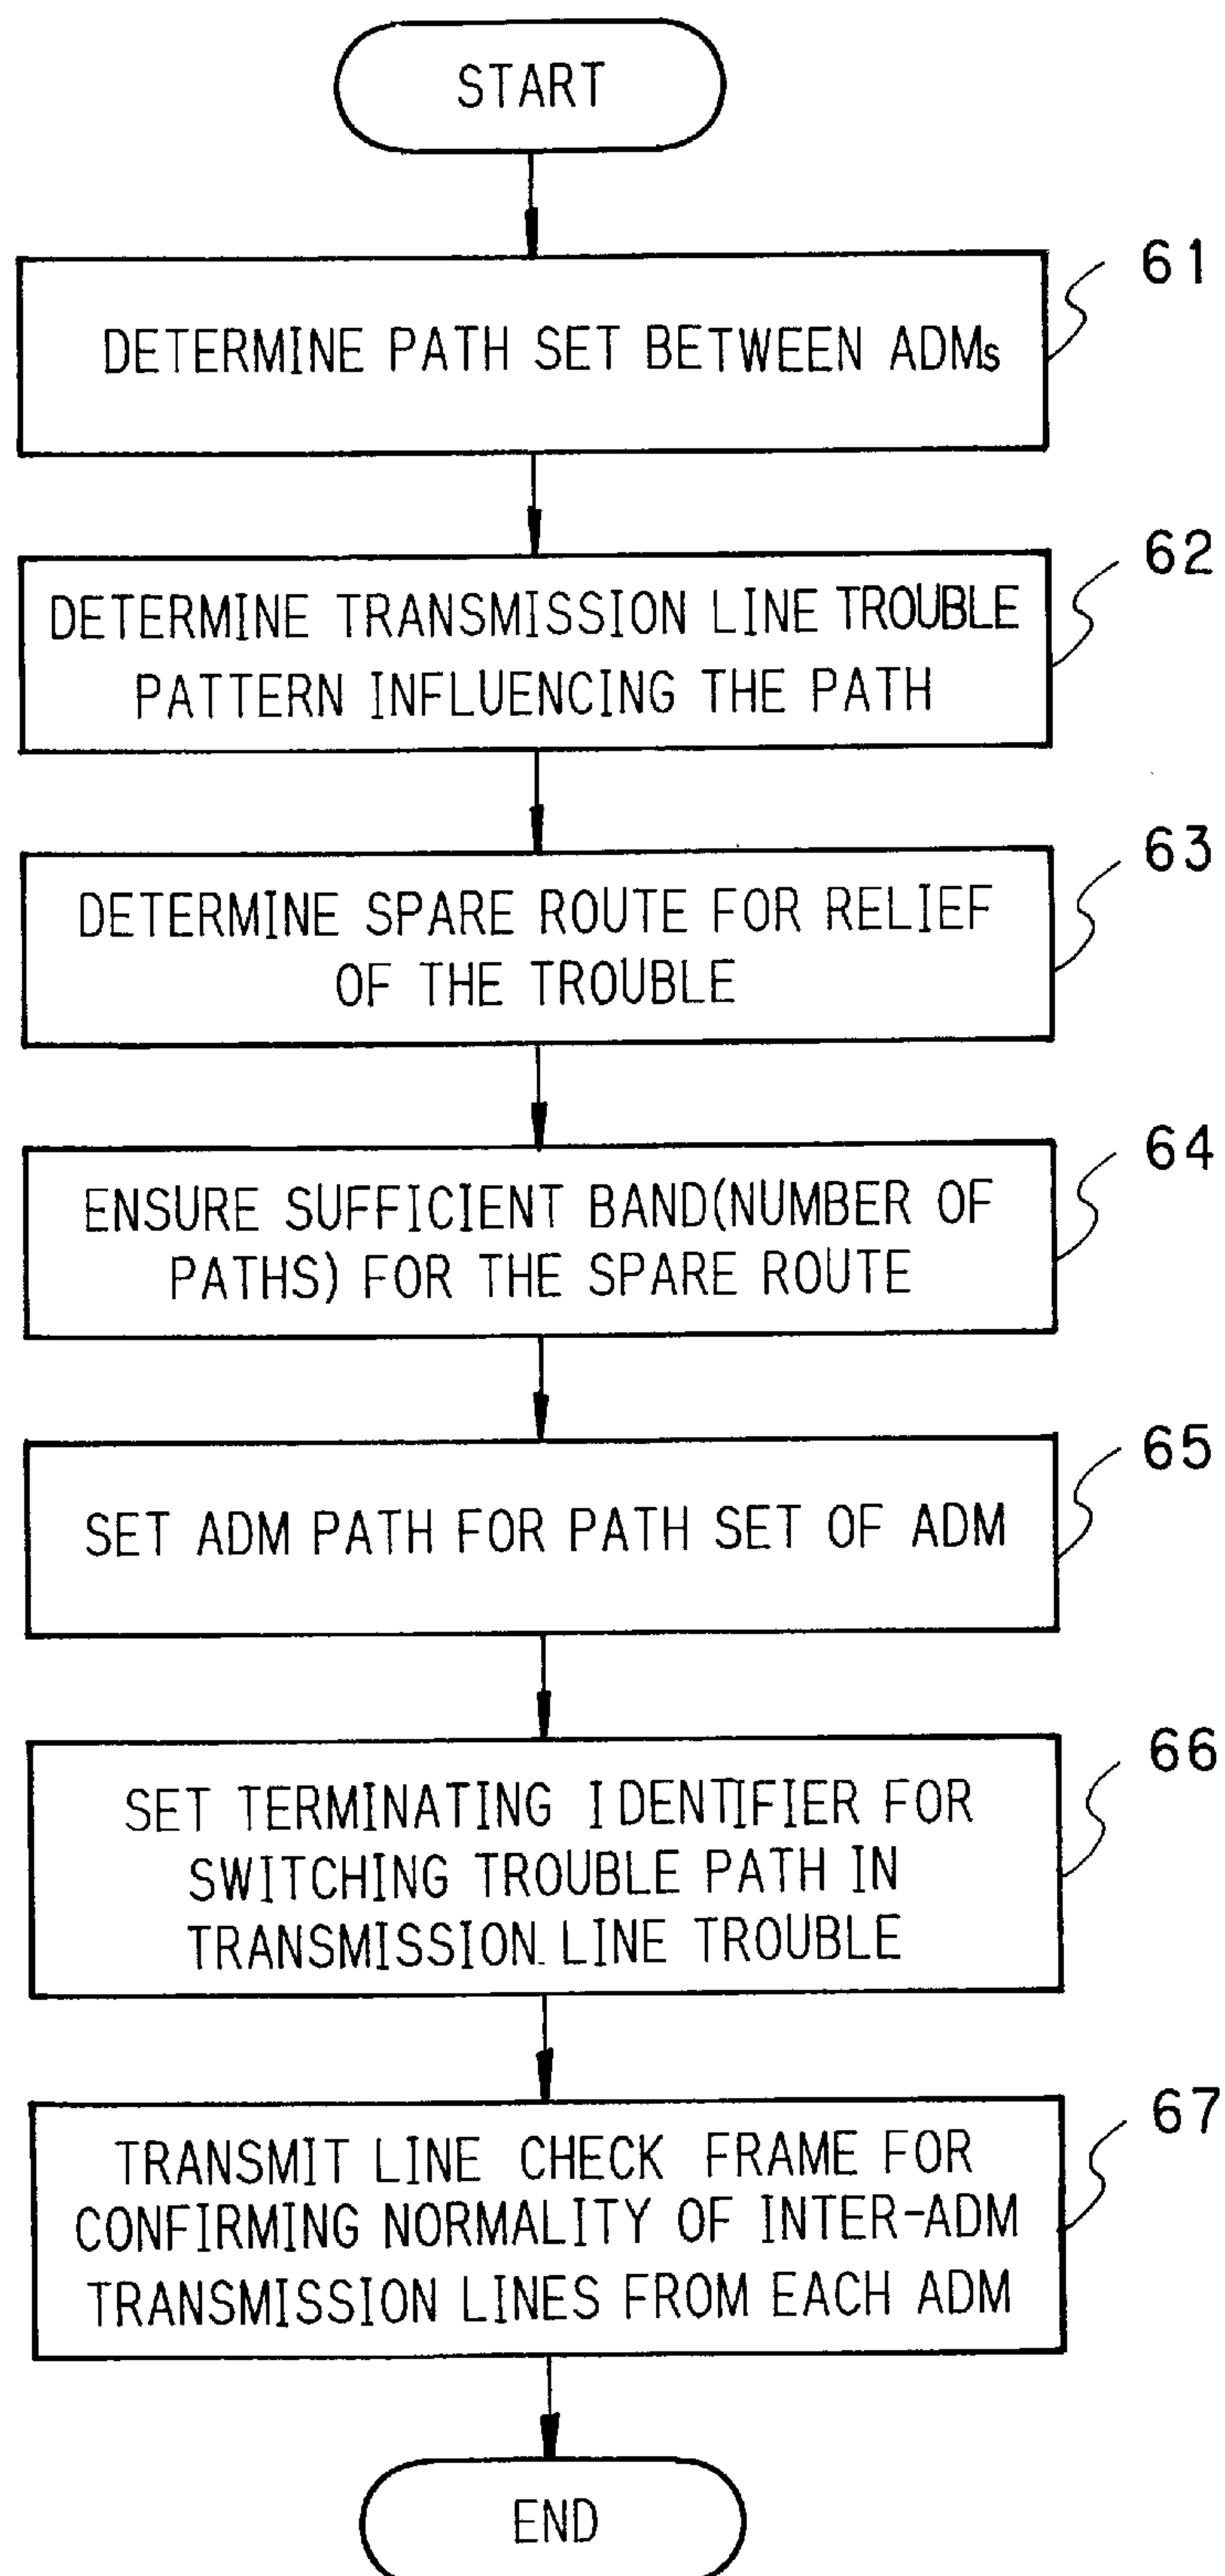 START
61
DETERMINE PATH SET BETWEEN ADMs
62
DETERMINE TRANSMISSION LINE TROUBLE
PATTERN INFLUENCING THE PATH
63
DETERMINE SPARE ROUTE FOR RELIEF
OF THE TROUBLE
64
ENSURE SUFFICIENT BAND(NUMBER OF
PATHS) FOR THE SPARE ROUTE
65
SET ADM PATH FOR PATH SET OF ADM
66
SET TERMINATING IDENTIFIER FOR
SWITCHING TROUBLE PATH IN
TRANSMISSION LINE TROUBLE
67
TRANSMIT LINE CHECK FRAME FOR
CONFIRMING NORMALITY OF INTER-ADM
TRANSMISSION LINES FROM EACH ADM
END